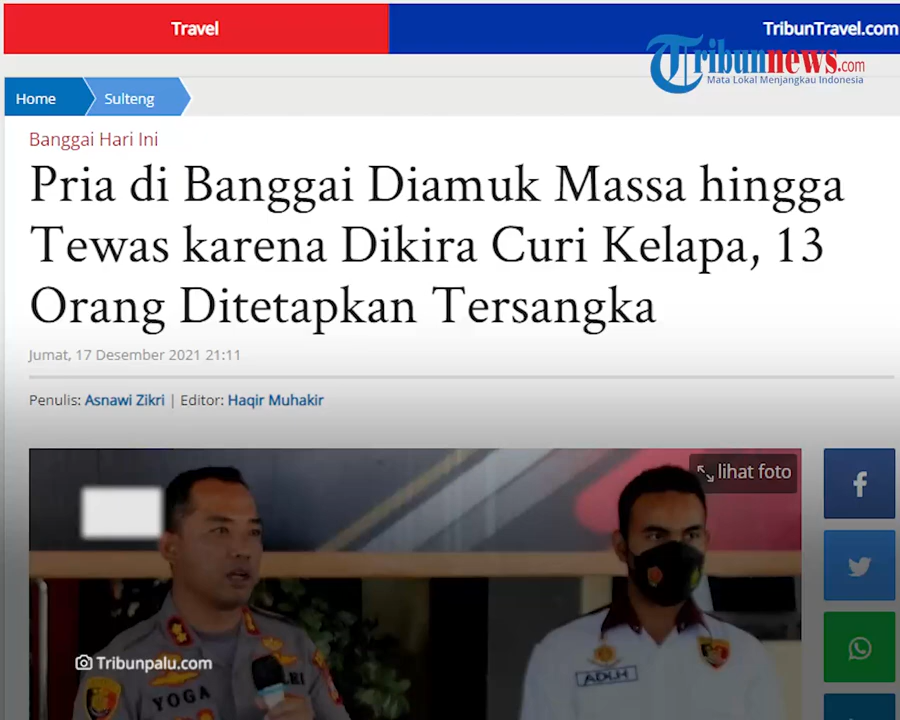 Travel
TribunTravel.com
Tribunnews.com
Mata Lokal Menjangkau Indonesia
Home
Sulteng
Banggai Hari Ini
Pria di Banggai Diamuk Massa hingga
Tewas karena Dikira Curi Kelapa, 13
Orang Ditetapkan Tersangka
Jumat, 17 Desember 2021 21:11
Penulis: Asnawi Zikri | Editor: Haqir Muhakir
lihat foto
Tribunpalu.com
YOGA
LRI
ADLH